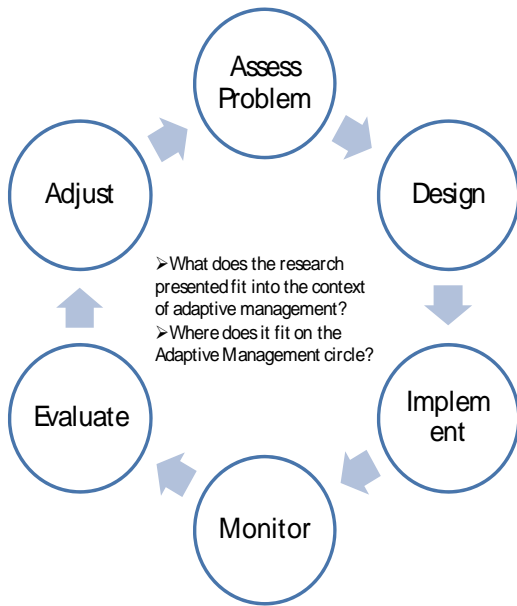 Assess
Problem
Design
Implem
ent
Monitor
Evaluate
Adjust
➢What does the research
presented fit into the context
of adaptive management?
➢Where does it fit on the
Adaptive Management circle?